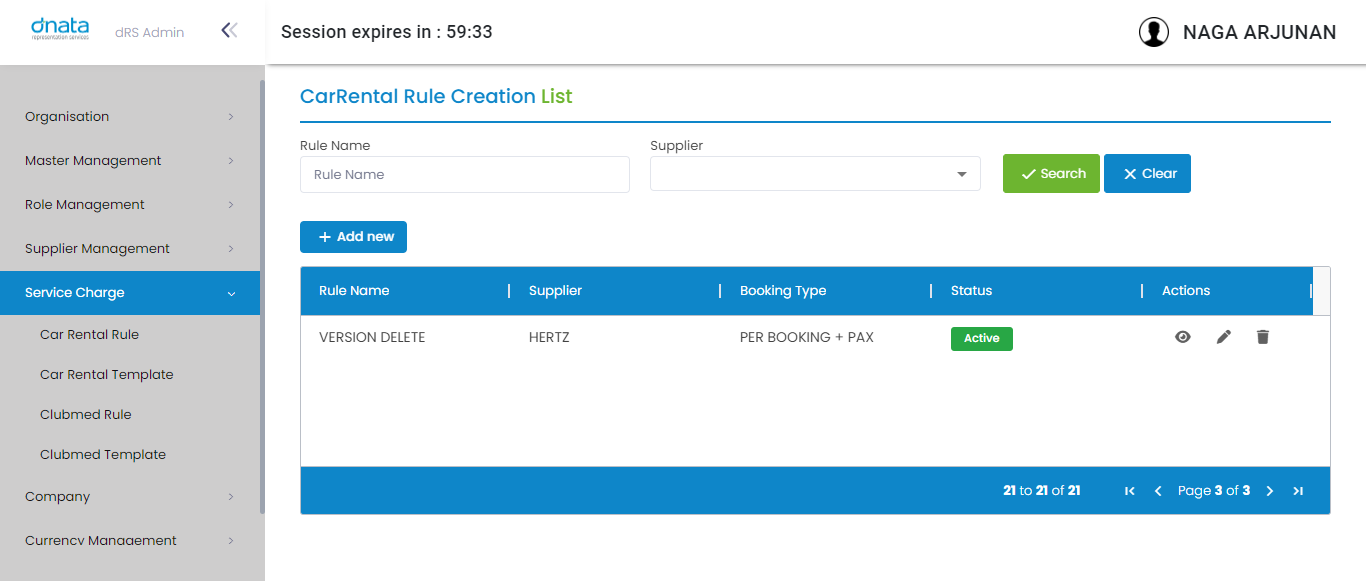 dnata
representation services
dRS Admin
Session expires in : 59:33
NAGA ARJUNAN
Organisation
Master Management
Role Management
Supplier Management
Service Charge
Car Rental Rule
Car Rental Template
Clubmed Rule
Clubmed Template
Company
Currency Management
CarRental Rule Creation List
Rule Name
Supplier
Rule Name
Search
Clear
Add new
Rule Name Supplier Booking Type Status Actions
VERSION DELETE HERTZ PER BOOKING + PAX Active
21 to 21 of 21 Page 3 of 3